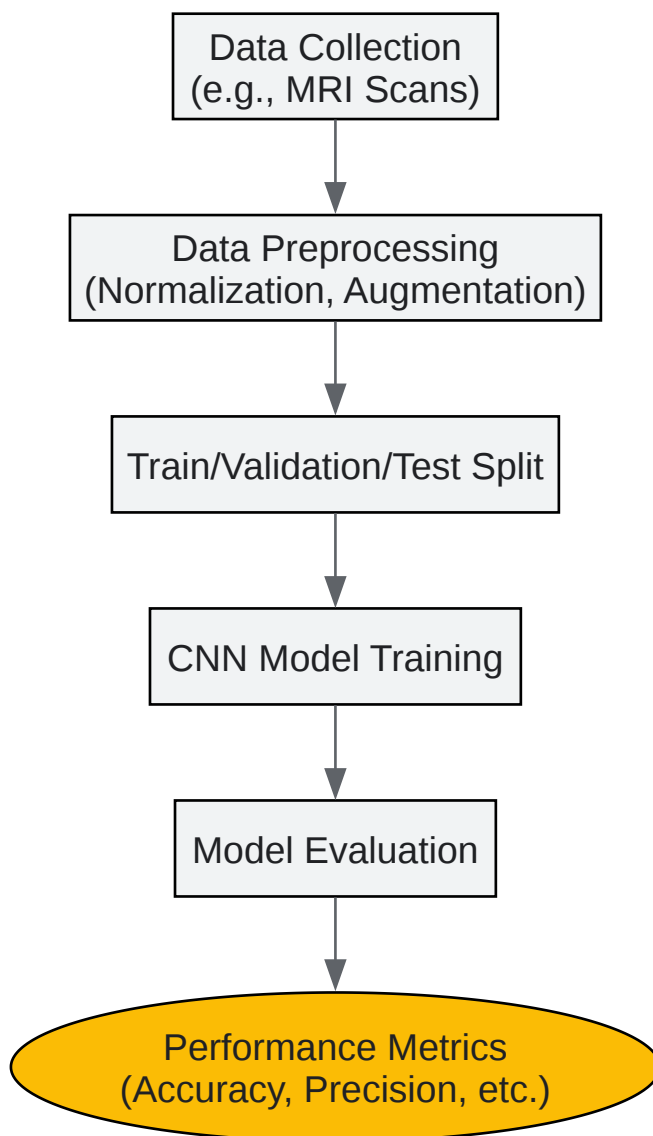 Data Collection
(e.g., MRI Scans)
Data Preprocessing
(Normalization, Augmentation)
Train/Validation/Test Split
CNN Model Training
Model Evaluation
Performance Metrics
(Accuracy, Precision, etc.)